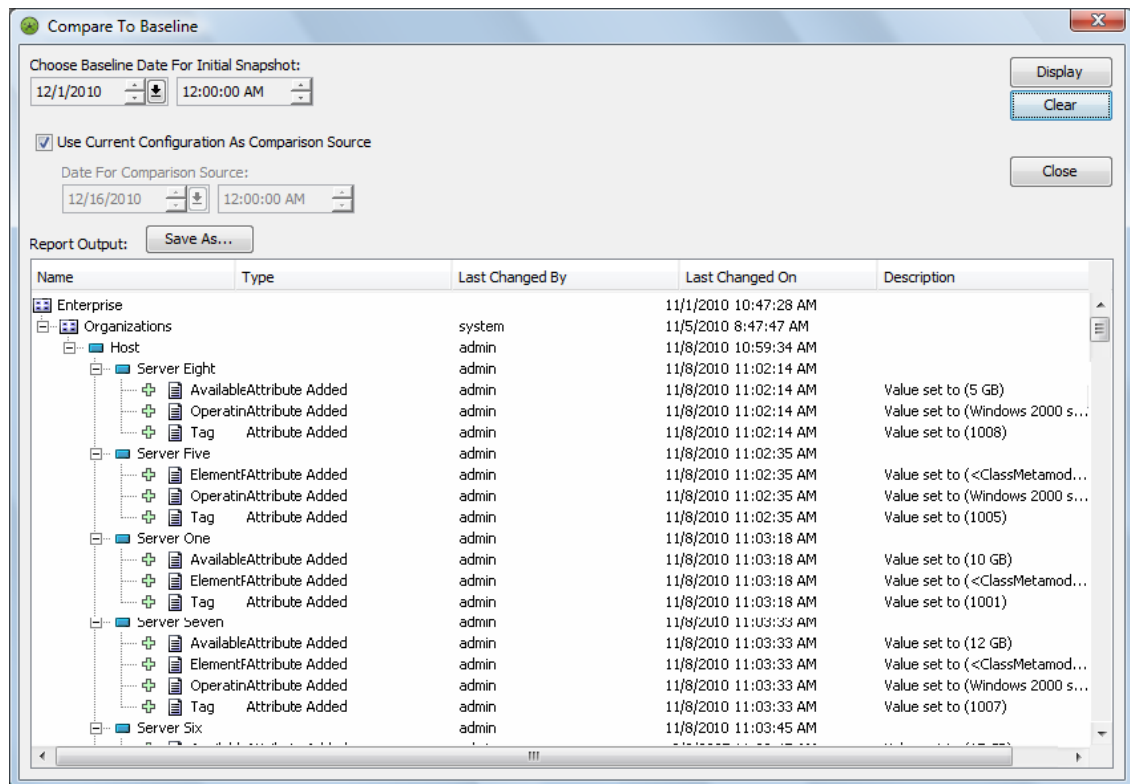 Compare To Baseline
Choose Baseline Date For Initial Snapshot:
12/1/2010 12:00:00 AM
Display
Clear
Use Current Configuration As Comparison Source
Date For Comparison Source:
12/16/2010 12:00:00 AM
Close
Report Output: Save As...
Name Type Last Changed By Last Changed On Description
Enterprise 11/1/2010 10:47:28 AM
Organizations system 11/5/2010 8:47:47 AM
Host admin 11/8/2010 10:59:34 AM
Server Eight admin 11/8/2010 11:02:14 AM
AvailableAttribute Added admin 11/8/2010 11:02:14 AM Value set to (5 GB)
OperatinAttribute Added admin 11/8/2010 11:02:14 AM Value set to (Windows 2000 s...
Tag Attribute Added admin 11/8/2010 11:02:14 AM Value set to (1008)
Server Five admin 11/8/2010 11:02:35 AM
ElementFAttribute Added admin 11/8/2010 11:02:35 AM Value set to (<ClassMetamod...
OperatinAttribute Added admin 11/8/2010 11:02:35 AM Value set to (Windows 2000 s...
Tag Attribute Added admin 11/8/2010 11:02:35 AM Value set to (1005)
Server One admin 11/8/2010 11:03:18 AM
AvailableAttribute Added admin 11/8/2010 11:03:18 AM Value set to (10 GB)
ElementFAttribute Added admin 11/8/2010 11:03:18 AM Value set to (<ClassMetamod...
Tag Attribute Added admin 11/8/2010 11:03:18 AM Value set to (1001)
Server Seven admin 11/8/2010 11:03:33 AM
AvailableAttribute Added admin 11/8/2010 11:03:33 AM Value set to (12 GB)
ElementFAttribute Added admin 11/8/2010 11:03:33 AM Value set to (<ClassMetamod...
OperatinAttribute Added admin 11/8/2010 11:03:33 AM Value set to (Windows 2000 s...
Tag Attribute Added admin 11/8/2010 11:03:33 AM Value set to (1007)
Server Six admin 11/8/2010 11:03:45 AM